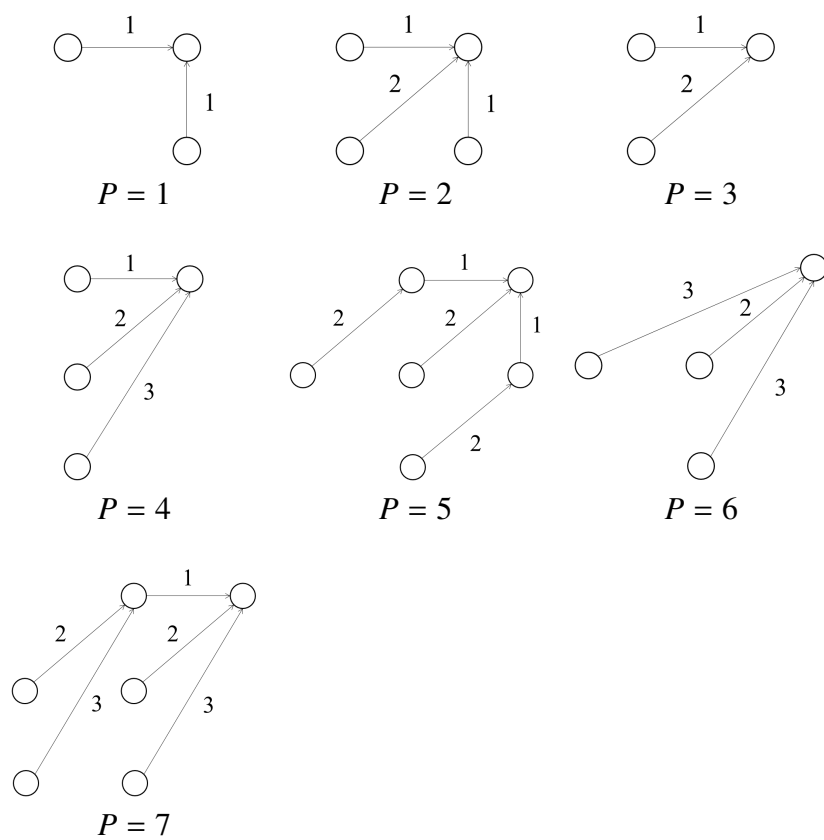 1 1 1
2 2
1 1
P = 1 P = 2 P = 3
1 1
3
2 2 2 2
1
3 3
2
P = 4 P = 5 P = 6
1
2 2
3 3
P = 7